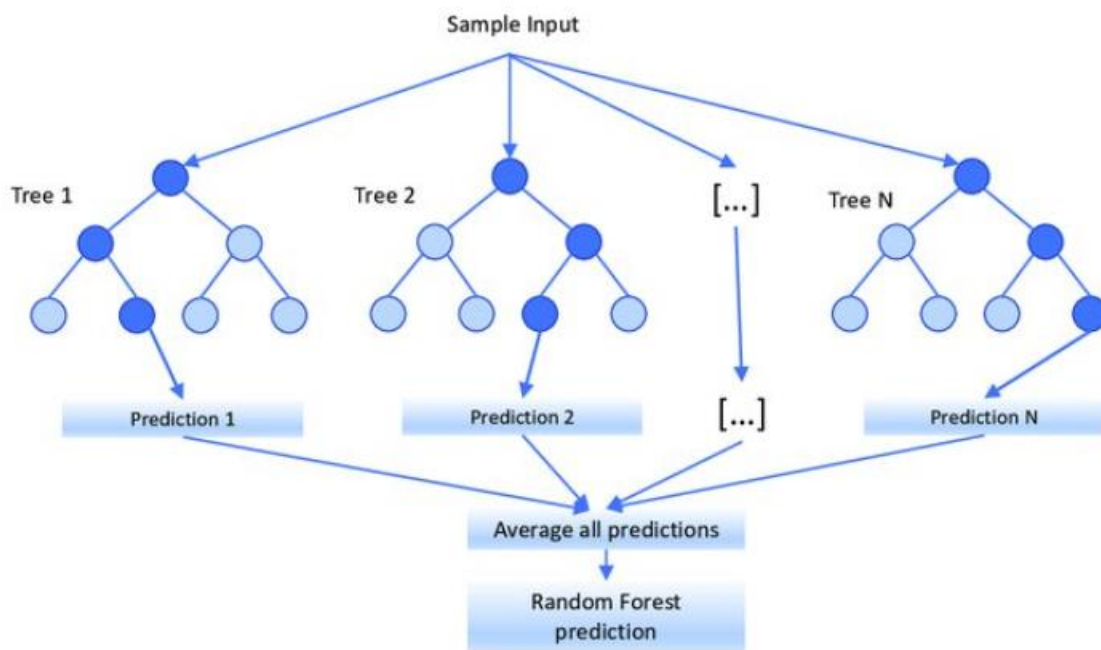 Sample Input
Tree 1
Tree 2
[...]
Tree N
Prediction 1
Prediction 2
[...]
Prediction N
Average all predictions
Random Forest
prediction